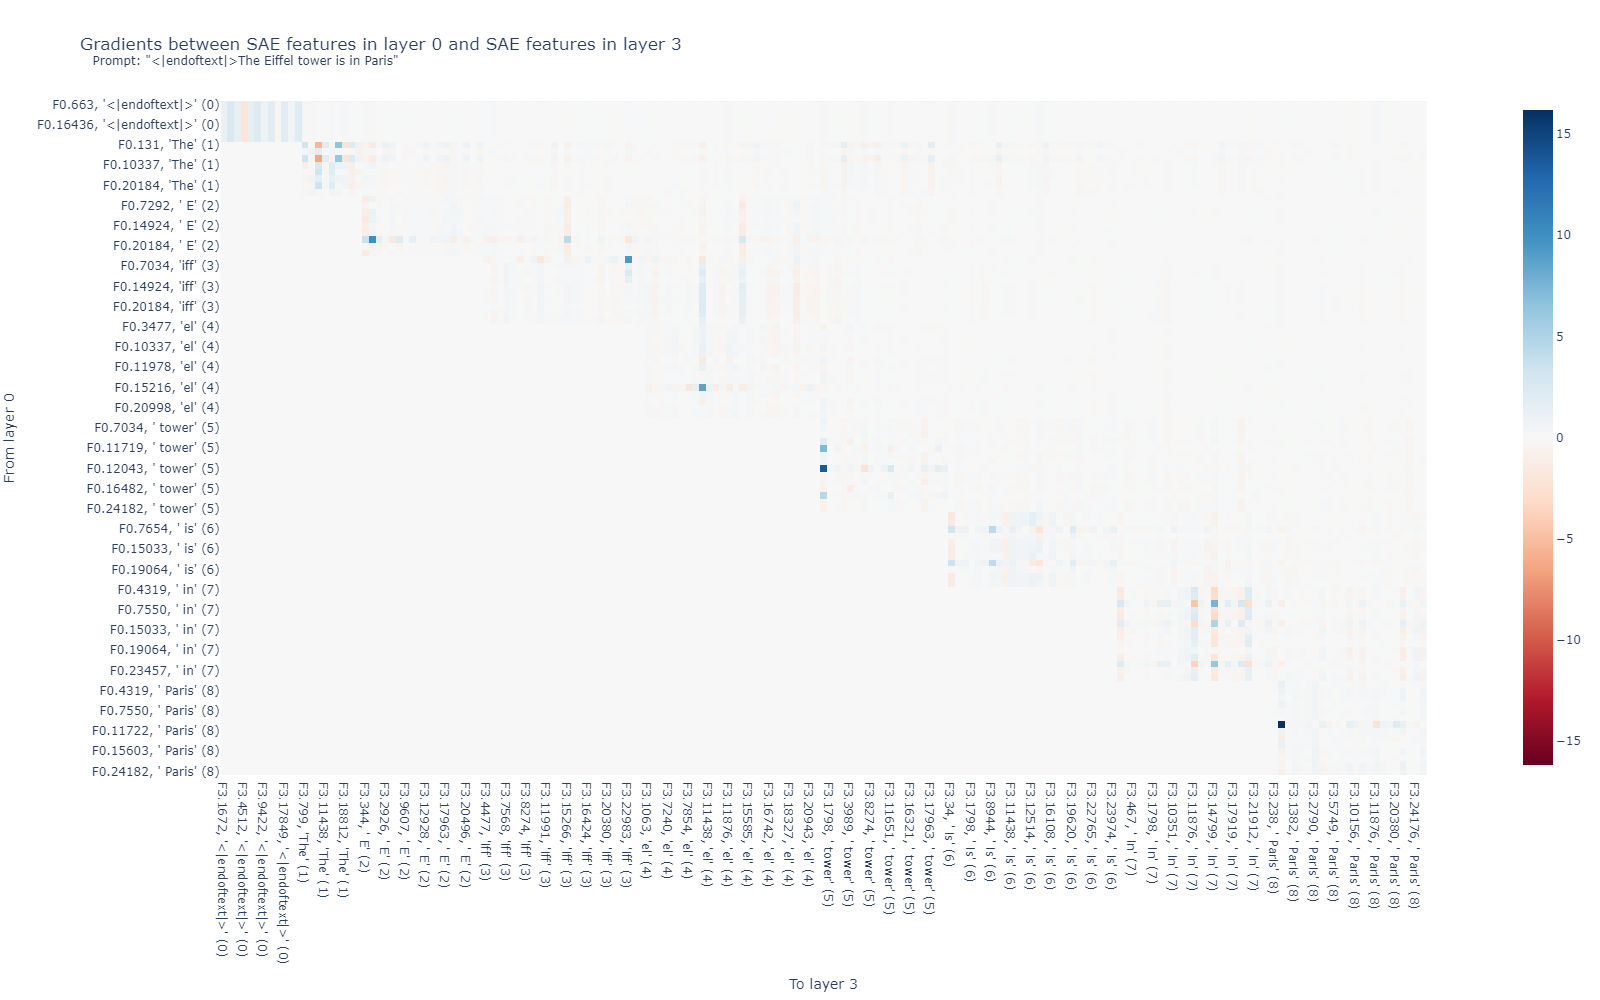 Gradients between SAE features in layer 0 and SAE features in layer 3
Prompt: "<|endoftext|>The Eiffel tower is in Paris"
F0.663, '<|endoftext|>' (0)
F0.16436, '<|endoftext|>' (0)
F0.131, 'The' (1)
F0.10337, 'The' (1)
F0.20184, 'The' (1)
F0.7292, ' E' (2)
F0.14924, ' E' (2)
F0.20184, ' E' (2)
F0.7034, 'iff' (3)
F0.14924, 'iff' (3)
F0.20184, 'iff' (3)
F0.3477, 'el' (4)
F0.10337, 'el' (4)
F0.11978, 'el' (4)
F0.15216, 'el' (4)
F0.20998, 'el' (4)
F0.7034, ' tower' (5)
F0.11719, ' tower' (5)
F0.12043, ' tower' (5)
F0.16482, ' tower' (5)
F0.24182, ' tower' (5)
F0.7654, ' is' (6)
F0.15033, ' is' (6)
F0.19064, ' is' (6)
F0.4319, ' in' (7)
F0.7550, ' in' (7)
F0.15033, ' in' (7)
F0.19064, ' in' (7)
F0.23457, ' in' (7)
F0.4319, ' Paris' (8)
F0.7550, ' Paris' (8)
F0.11722, ' Paris' (8)
F0.15603, ' Paris' (8)
F0.24182, ' Paris' (8)
From layer 0
F3.1672, '<|endoftext|>' (0)
F3.4512, '<|endoftext|>' (0)
F3.9422, '<|endoftext|>' (0)
F3.17849, '<|endoftext|>' (0)
F3.799, 'The' (1)
F3.11438, 'The' (1)
F3.18812, 'The' (1)
F3.344, ' E' (2)
F3.2926, ' E' (2)
F3.9607, ' E' (2)
F3.12928, ' E' (2)
F3.17963, ' E' (2)
F3.20496, ' E' (2)
F3.4477, 'iff' (3)
F3.7568, 'iff' (3)
F3.8274, 'iff' (3)
F3.11991, 'iff' (3)
F3.15266, 'iff' (3)
F3.16424, 'iff' (3)
F3.20380, 'iff' (3)
F3.22983, 'iff' (3)
F3.1063, 'el' (4)
F3.7240, 'el' (4)
F3.7854, 'el' (4)
F3.11438, 'el' (4)
F3.11876, 'el' (4)
F3.15585, 'el' (4)
F3.16742, 'el' (4)
F3.18327, 'el' (4)
F3.20943, 'el' (4)
F3.1798, ' tower' (5)
F3.3989, ' tower' (5)
F3.8274, ' tower' (5)
F3.11651, ' tower' (5)
F3.16321, ' tower' (5)
F3.17963, ' tower' (5)
F3.34, ' is' (6)
F3.1798, ' is' (6)
F3.8944, ' is' (6)
F3.11438, ' is' (6)
F3.12514, ' is' (6)
F3.16108, ' is' (6)
F3.19620, ' is' (6)
F3.22765, ' is' (6)
F3.23974, ' is' (6)
F3.467, ' in' (7)
F3.1798, ' in' (7)
F3.10351, ' in' (7)
F3.11876, ' in' (7)
F3.14799, ' in' (7)
F3.17919, ' in' (7)
F3.21912, ' in' (7)
F3.238, ' Paris' (8)
F3.1382, ' Paris' (8)
F3.2790, ' Paris' (8)
F3.5749, ' Paris' (8)
F3.10156, ' Paris' (8)
F3.11876, ' Paris' (8)
F3.20380, ' Paris' (8)
F3.24176, ' Paris' (8)
To layer 3
15
10
5
0
−5
−10
−15